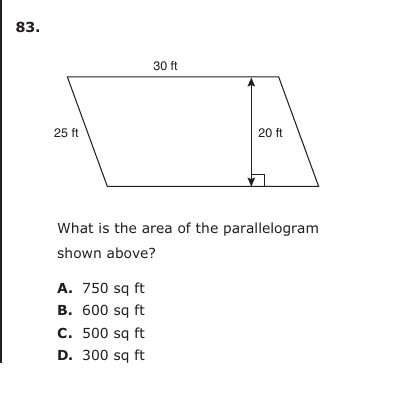 83.
30 ft
25 ft
20 ft
What is the area of the parallelogram
shown above?
A. 750 sq ft
B. 600 sq ft
C. 500 sq ft
D. 300 sq ft